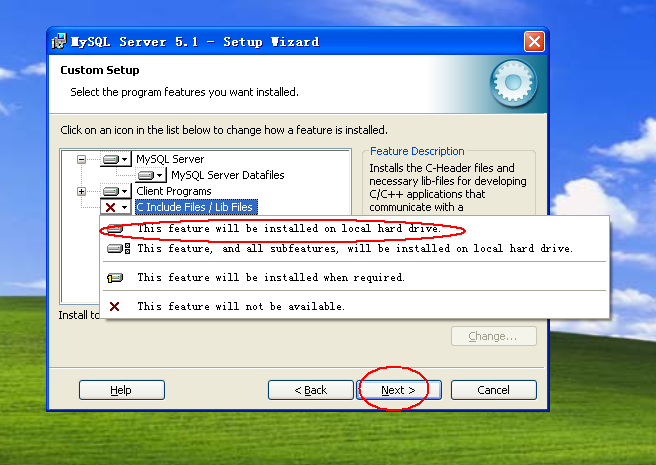 MySQL Server 5.1 - Setup Wizard
Custom Setup
Select the program features you want installed.
Click on an icon in the list below to change how a feature is installed.
MySQL Server
MySQL Server Datafiles
Client Programs
C Include Files / Lib Files
Feature Description
Installs the C-Header files and
necessary lib-files for developing
C/C++ applications that
communicate with a
This feature will be installed on local hard drive.
This feature, and all subfeatures, will be installed on local hard drive.
This feature will be installed when required.
This feature will not be available.
Install to
Change...
Help
< Back
Next >
Cancel